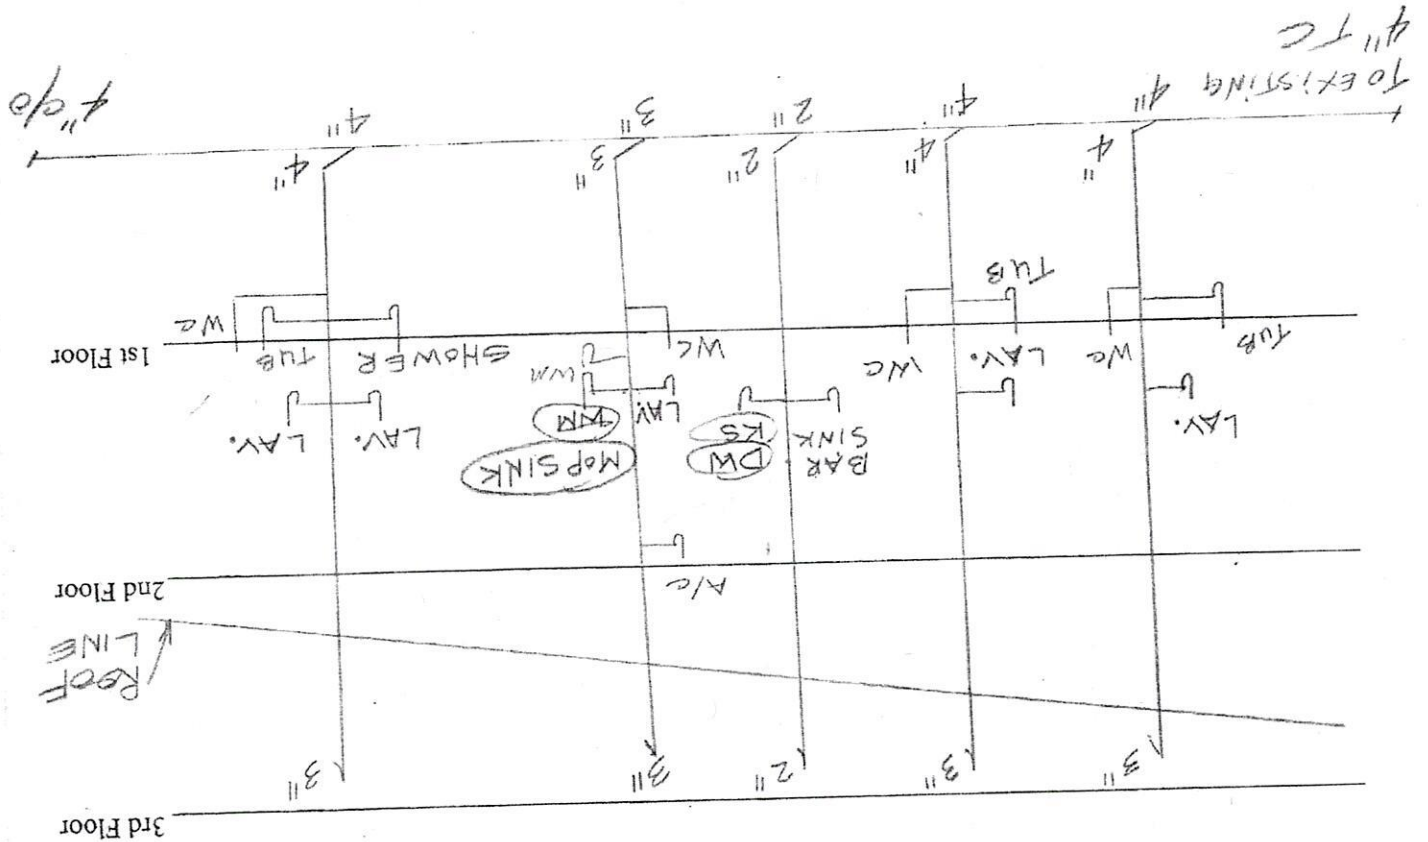 3rd Floor
3"
3"
2"
3"
3"
ROOF
LINE
2nd Floor
A/C
LAV.
BAR
SINK
DW
KS
MOP SINK
LAV.
WM
WM
LAV.
LAV.
TUB
WC
LAV.
WC
WC
SHOWER
TUB
WC
1st Floor
TUB
4"
4"
2"
3"
4"
4"
4"
2"
3"
4"
TO EXISTING
4" TC
4" c/o